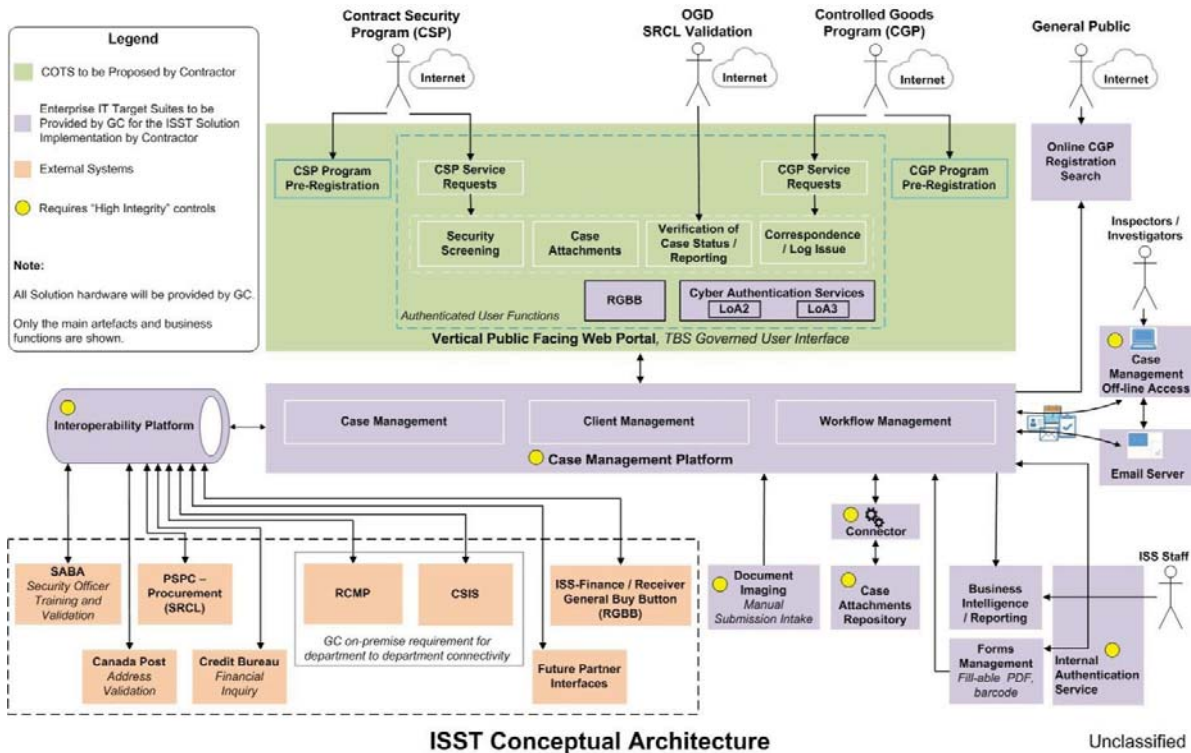 Legend
COTS to be Proposed by Contractor
Enterprise IT Target Suites to be
Provided by GC for the ISST Solution
Implementation by Contractor
External Systems
Requires “High Integrity” controls
Note:
All Solution hardware will be provided by GC.
Only the main artefacts and business
functions are shown.
Contract Security
Program (CSP)
Internet
OGD
SRCL Validation
Internet
Controlled Goods
Program (CGP)
Internet
General Public
Internet
CSP Program
Pre-Registration
CSP Service
Requests
CGP Service
Requests
CGP Program
Pre-Registration
Online CGP
Registration
Search
Security
Screening
Case
Attachments
Verification of
Case Status /
Reporting
Correspondence
/ Log Issue
RGBB
Cyber Authentication Services
LoA2
LoA3
Authenticated User Functions
Vertical Public Facing Web Portal, TBS Governed User Interface
Inspectors /
Investigators
Case
Management
Off-line Access
Email Server
Interoperability Platform
Case Management
Client Management
Workflow Management
Case Management Platform
Connector
SABA
Security Officer
Training and
Validation
PSPC –
Procurement
(SRCL)
RCMP
CSIS
GC on-premise requirement for
department to department connectivity
ISS-Finance / Receiver
General Buy Button
(RGBB)
Canada Post
Address
Validation
Credit Bureau
Financial
Inquiry
Future Partner
Interfaces
Document
Imaging
Manual
Submission Intake
Case
Attachments
Repository
Business
Intelligence
/ Reporting
Forms
Management
Fill-able PDF,
barcode
ISS Staff
Internal
Authentication
Service
ISST Conceptual Architecture
Unclassified